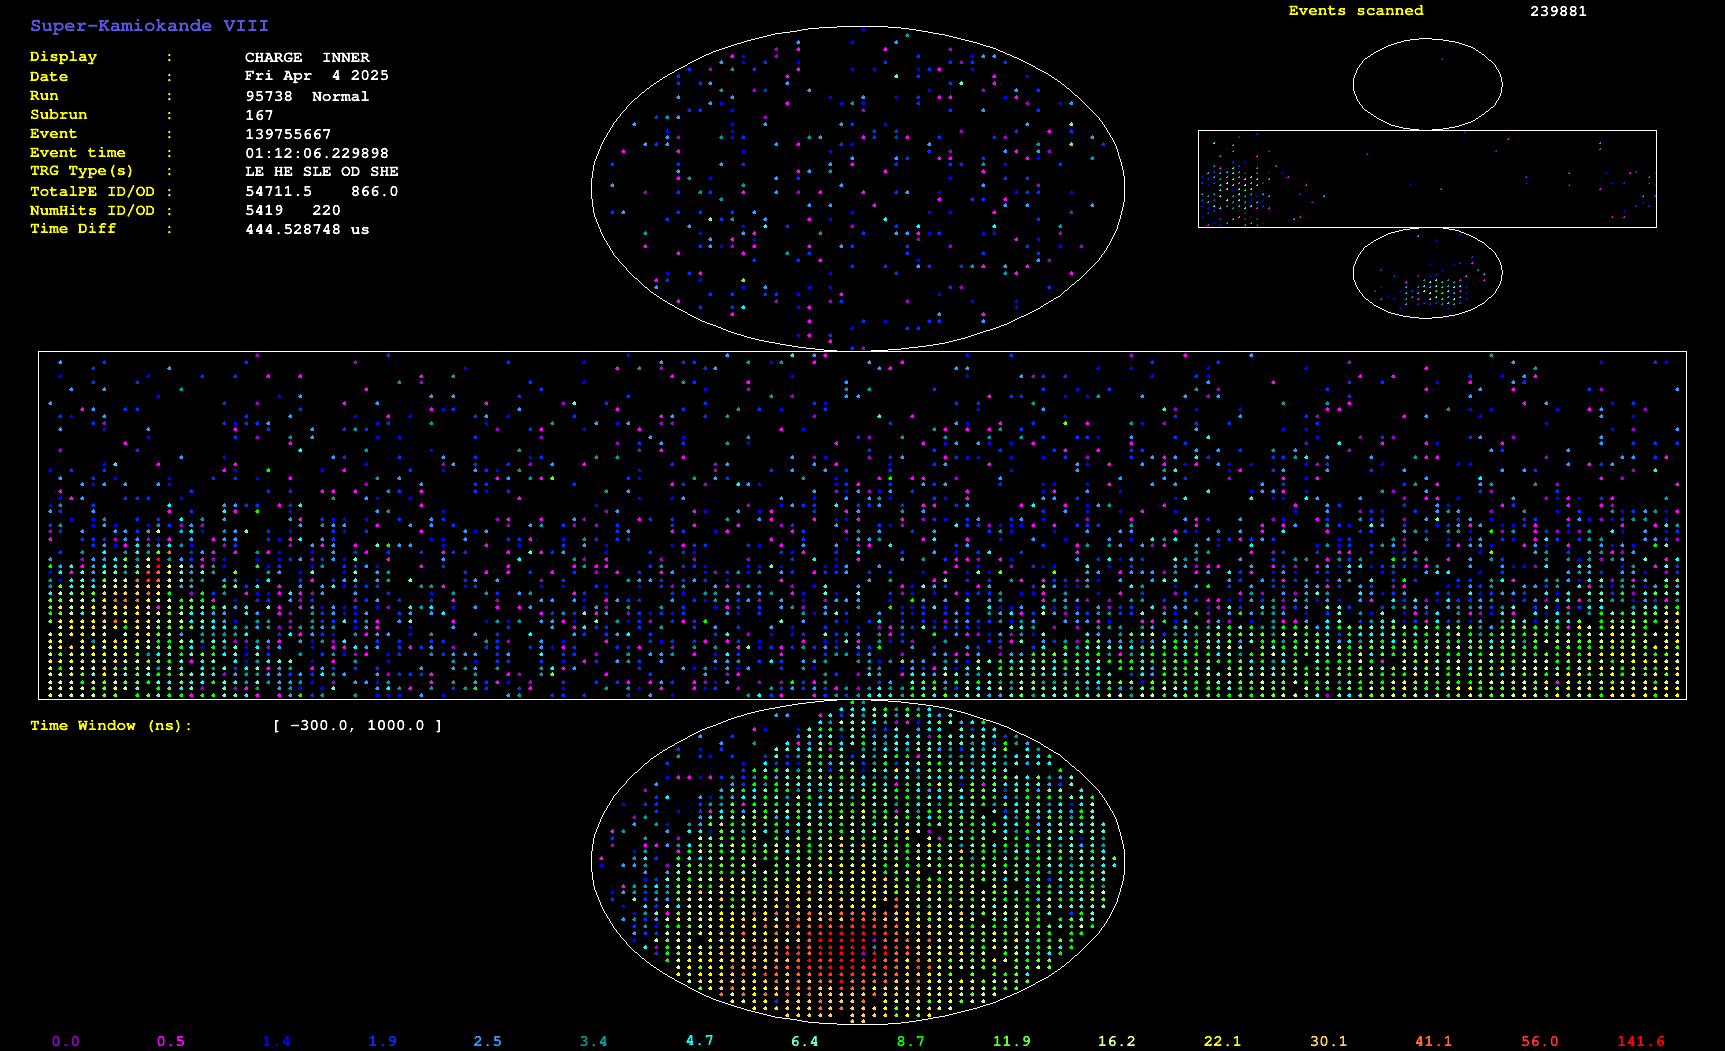 Super-Kamiokande VIII
Events scanned 239881
Display : CHARGE INNER
Date : Fri Apr 4 2025
Run : 95738 Normal
Subrun : 167
Event : 139755667
Event time : 01:12:06.229898
TRG Type(s) : LE HE SLE OD SHE
TotalPE ID/OD : 54711.5 866.0
NumHits ID/OD : 5419 220
Time Diff : 444.528748 us
Time Window (ns): [ -300.0, 1000.0 ]
0.0 0.5 1.4 1.9 2.5 3.4 4.7 6.4 8.7 11.9 16.2 22.1 30.1 41.1 56.0 141.6